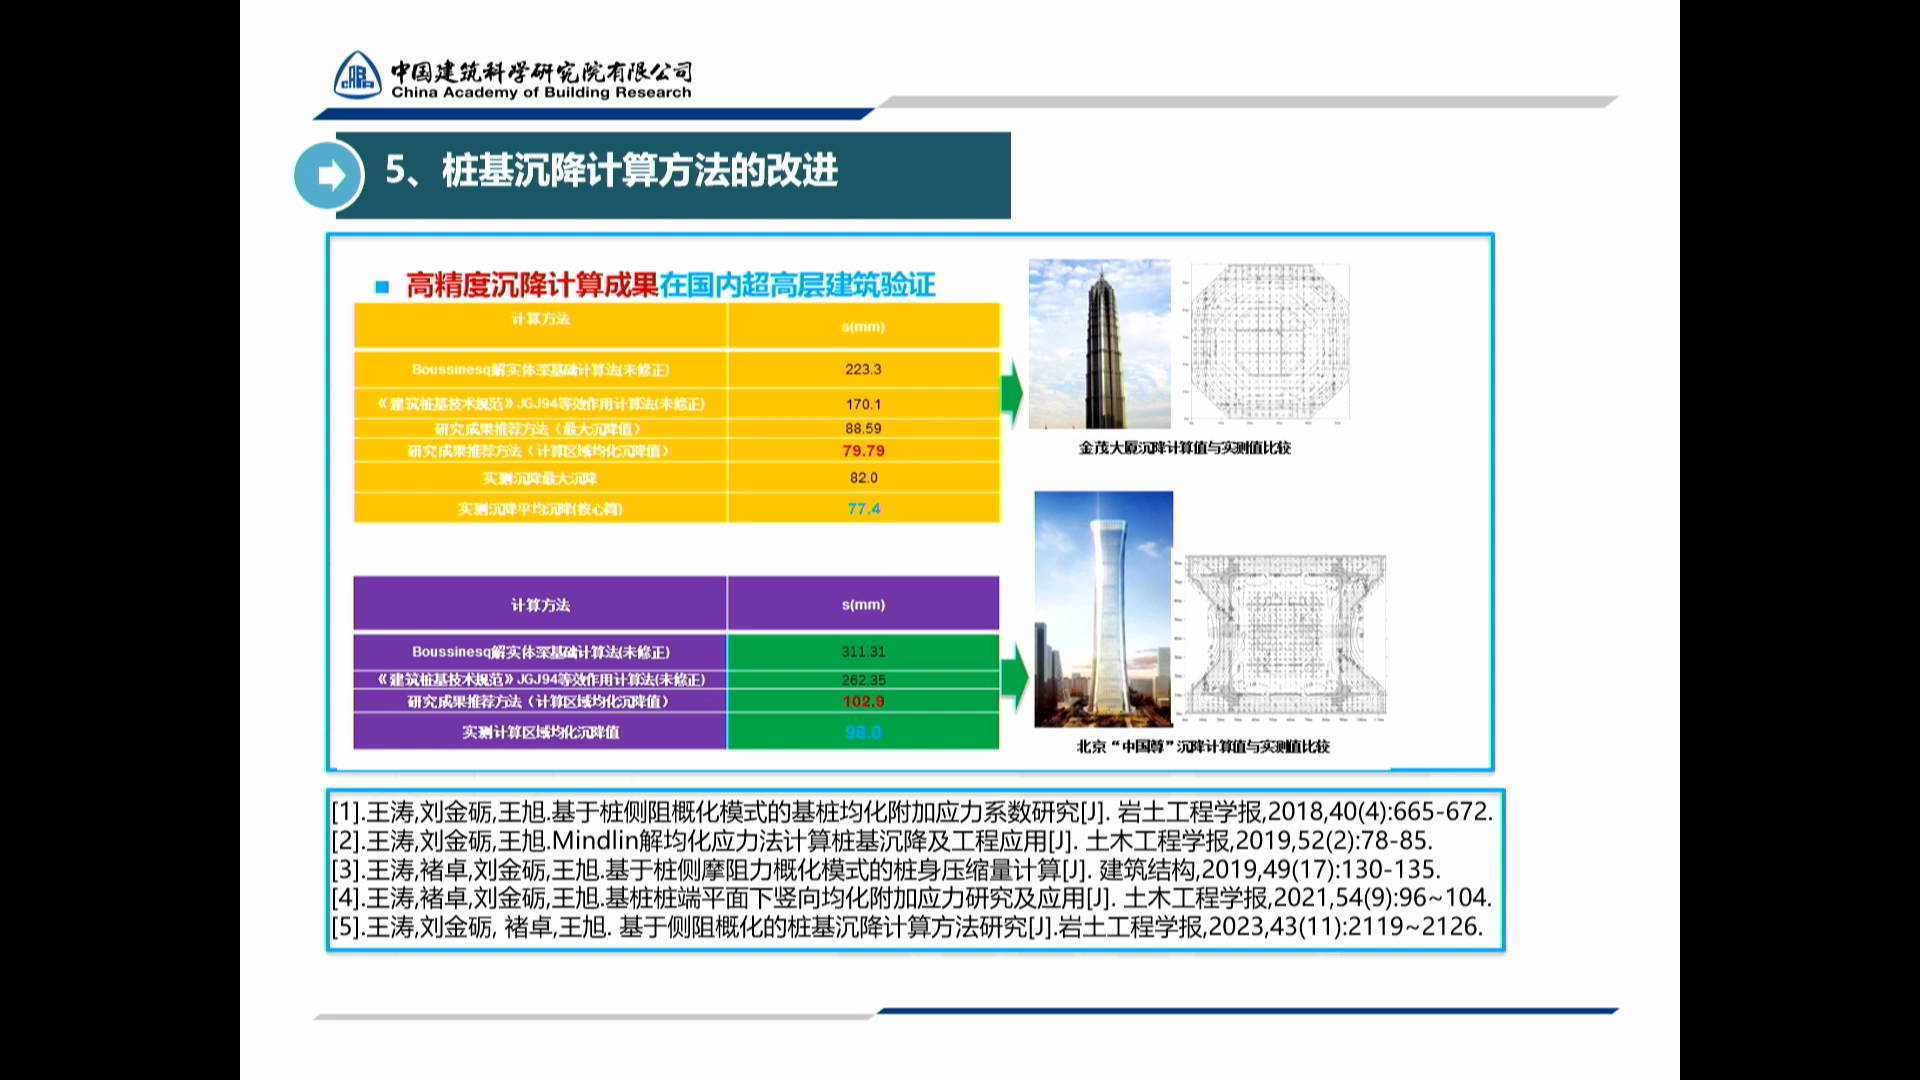 中国建筑科学研究院有限公司
China Academy of Building Research
5、桩基沉降计算方法的改进
高精度沉降计算成果在国内超高层建筑验证
计算方法 s(mm)
Boussinesq解实体深基础计算法(未修正) 223.3
《建筑桩基技术规范》JGJ94等效作用计算法(未修正) 170.1
研究成果推荐方法（最大沉降值） 88.59
研究成果推荐方法（计算区域均化沉降值） 79.79
实测沉降最大沉降 82.0
实测沉降平均沉降(核心筒) 77.4
金茂大厦沉降计算值与实测值比较
计算方法 s(mm)
Boussinesq解实体深基础计算法(未修正) 311.31
《建筑桩基技术规范》JGJ94等效作用计算法(未修正) 262.35
研究成果推荐方法（计算区域均化沉降值） 102.9
实测计算区域均化沉降值 98.0
北京“中国尊”沉降计算值与实测值比较
[1].王涛,刘金砺,王旭.基于桩侧阻概化模式的基桩均化附加应力系数研究[J]. 岩土工程学报,2018,40(4):665-672.
[2].王涛,刘金砺,王旭.Mindlin解均化应力法计算桩基沉降及工程应用[J]. 土木工程学报,2019,52(2):78-85.
[3].王涛,褚卓,刘金砺,王旭.基于桩侧摩阻力概化模式的桩身压缩量计算[J]. 建筑结构,2019,49(17):130-135.
[4].王涛,褚卓,刘金砺,王旭.基桩桩端平面下竖向均化附加应力研究及应用[J]. 土木工程学报,2021,54(9):96~104.
[5].王涛,刘金砺, 褚卓,王旭. 基于侧阻概化的桩基沉降计算方法研究[J].岩土工程学报,2023,43(11):2119~2126.